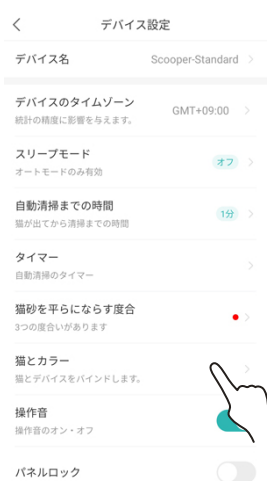 デバイス設定
デバイス名 Scooper-Standard
デバイスのタイムゾーン
統計の精度に影響を与えます。
GMT+09:00
スリープモード
オートモードのみ有効
オフ
自動清掃までの時間
猫が出てから清掃までの時間
1分
タイマー
自動清掃のタイマー
猫砂を平らにならす度合
3つの度合いがあります
猫とカラー
猫とデバイスをバインドします。
操作音
操作音のオン・オフ
パネルロック